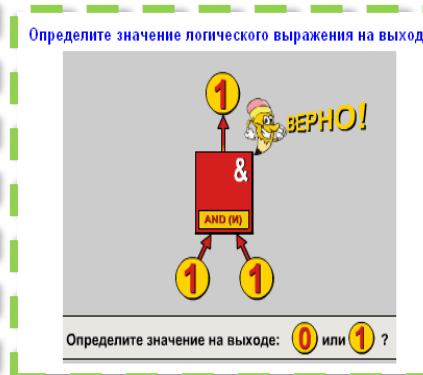 Определите значение логического выражения на выход
1
ВЕРНО!
&
AND (И)
1 1
Определите значение на выходе: 0 или 1 ?